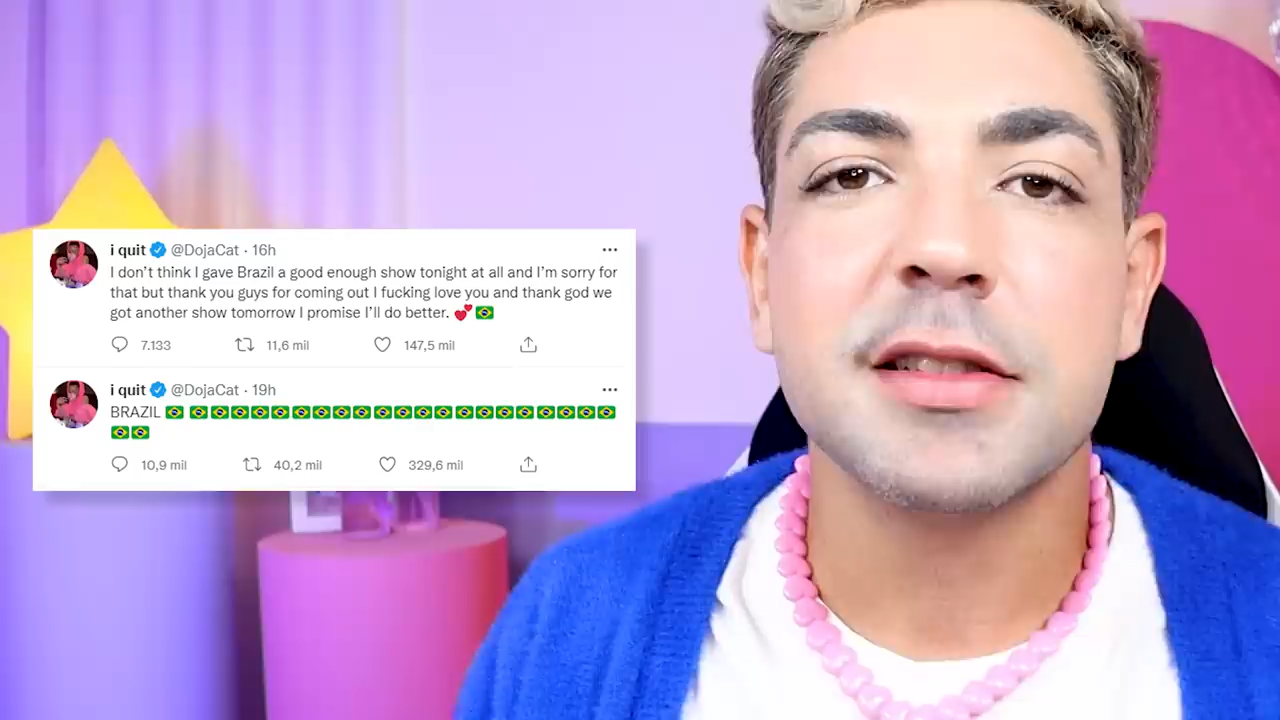 i quit @DojaCat · 16h
I don't think I gave Brazil a good enough show tonight at all and I'm sorry for
that but thank you guys for coming out I fucking love you and thank god we
got another show tomorrow I promise I'll do better. 💕🇧🇷
7.133 11,6 mil 147,5 mil
i quit @DojaCat · 19h
BRAZIL 🇧🇷 🇧🇷🇧🇷🇧🇷🇧🇷🇧🇷🇧🇷🇧🇷🇧🇷🇧🇷🇧🇷🇧🇷🇧🇷🇧🇷🇧🇷🇧🇷🇧🇷🇧🇷🇧🇷🇧🇷🇧🇷🇧🇷
🇧🇷🇧🇷
10,9 mil 40,2 mil 329,6 mil